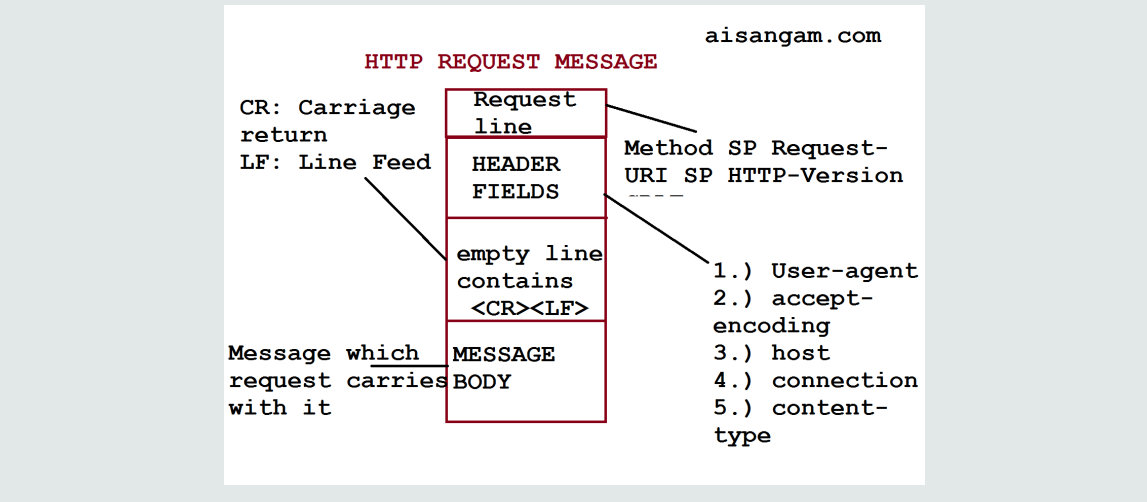 aisangam.com
HTTP REQUEST MESSAGE
CR: Carriage
return
LF: Line Feed
Request
line
Method SP Request-
URI SP HTTP-Version
HEADER
FIELDS
empty line
contains
<CR><LF>
1.) User-agent
2.) accept-
encoding
3.) host
4.) connection
5.) content-
type
Message which
request carries
with it
MESSAGE
BODY